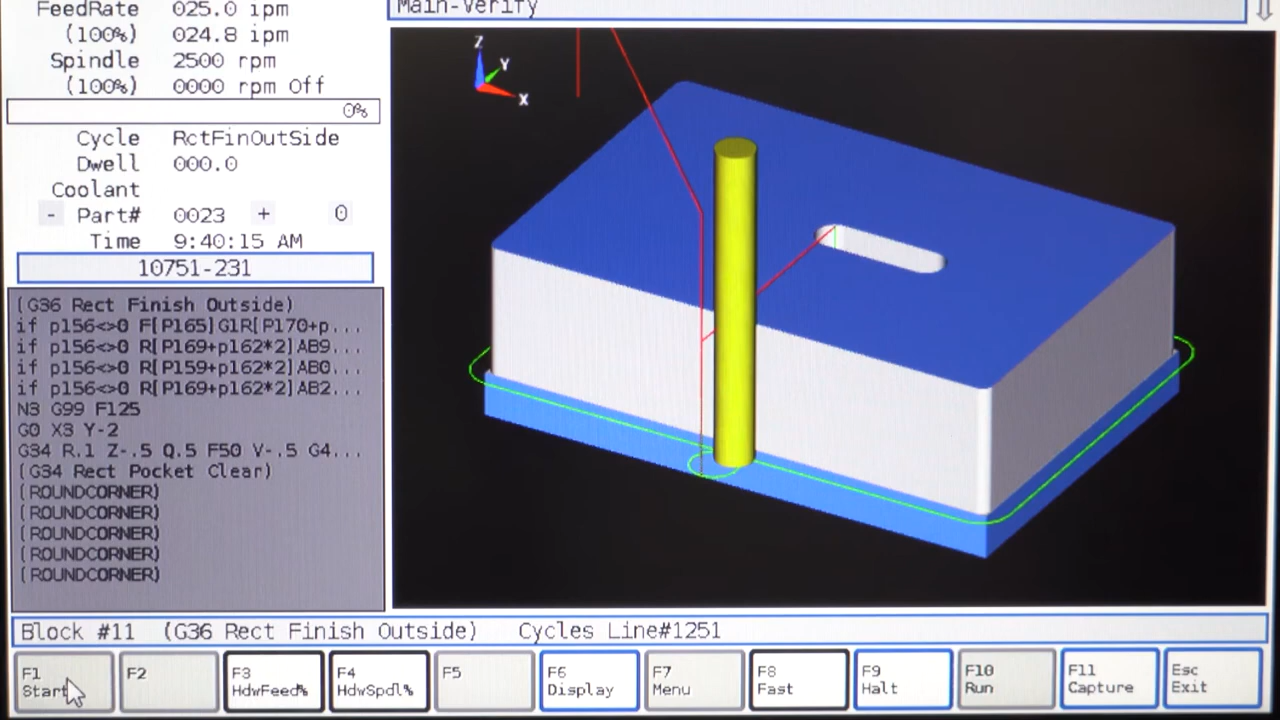 FeedRate 025.0 ipm
(100%) 024.8 ipm
Spindle 2500 rpm
(100%) 0000 rpm Off
0%
Cycle RctFinOutSide
Dwell 000.0
Coolant
- Part# 0023 + 0
Time 9:40:15 AM
10751-231
(G36 Rect Finish Outside)
if p156<>0 F[P165]G1R[P170+p...
if p156<>0 R[P169+p162*2]AB9...
if p156<>0 R[P159+p162*2]AB0...
if p156<>0 R[P169+p162*2]AB2...
N3 G99 F125
G0 X3 Y-2
G34 R.1 Z-.5 Q.5 F50 V-.5 G4...
(G34 Rect Pocket Clear)
(ROUNDCORNER)
(ROUNDCORNER)
(ROUNDCORNER)
(ROUNDCORNER)
(ROUNDCORNER)
Main-Verify
Z
Y
X
Block #11 (G36 Rect Finish Outside) Cycles Line#1251
F1 Start
F2
F3 HdwFeed%
F4 HdwSpdl%
F5
F6 Display
F7 Menu
F8 Fast
F9 Halt
F10 Run
F11 Capture
Esc Exit